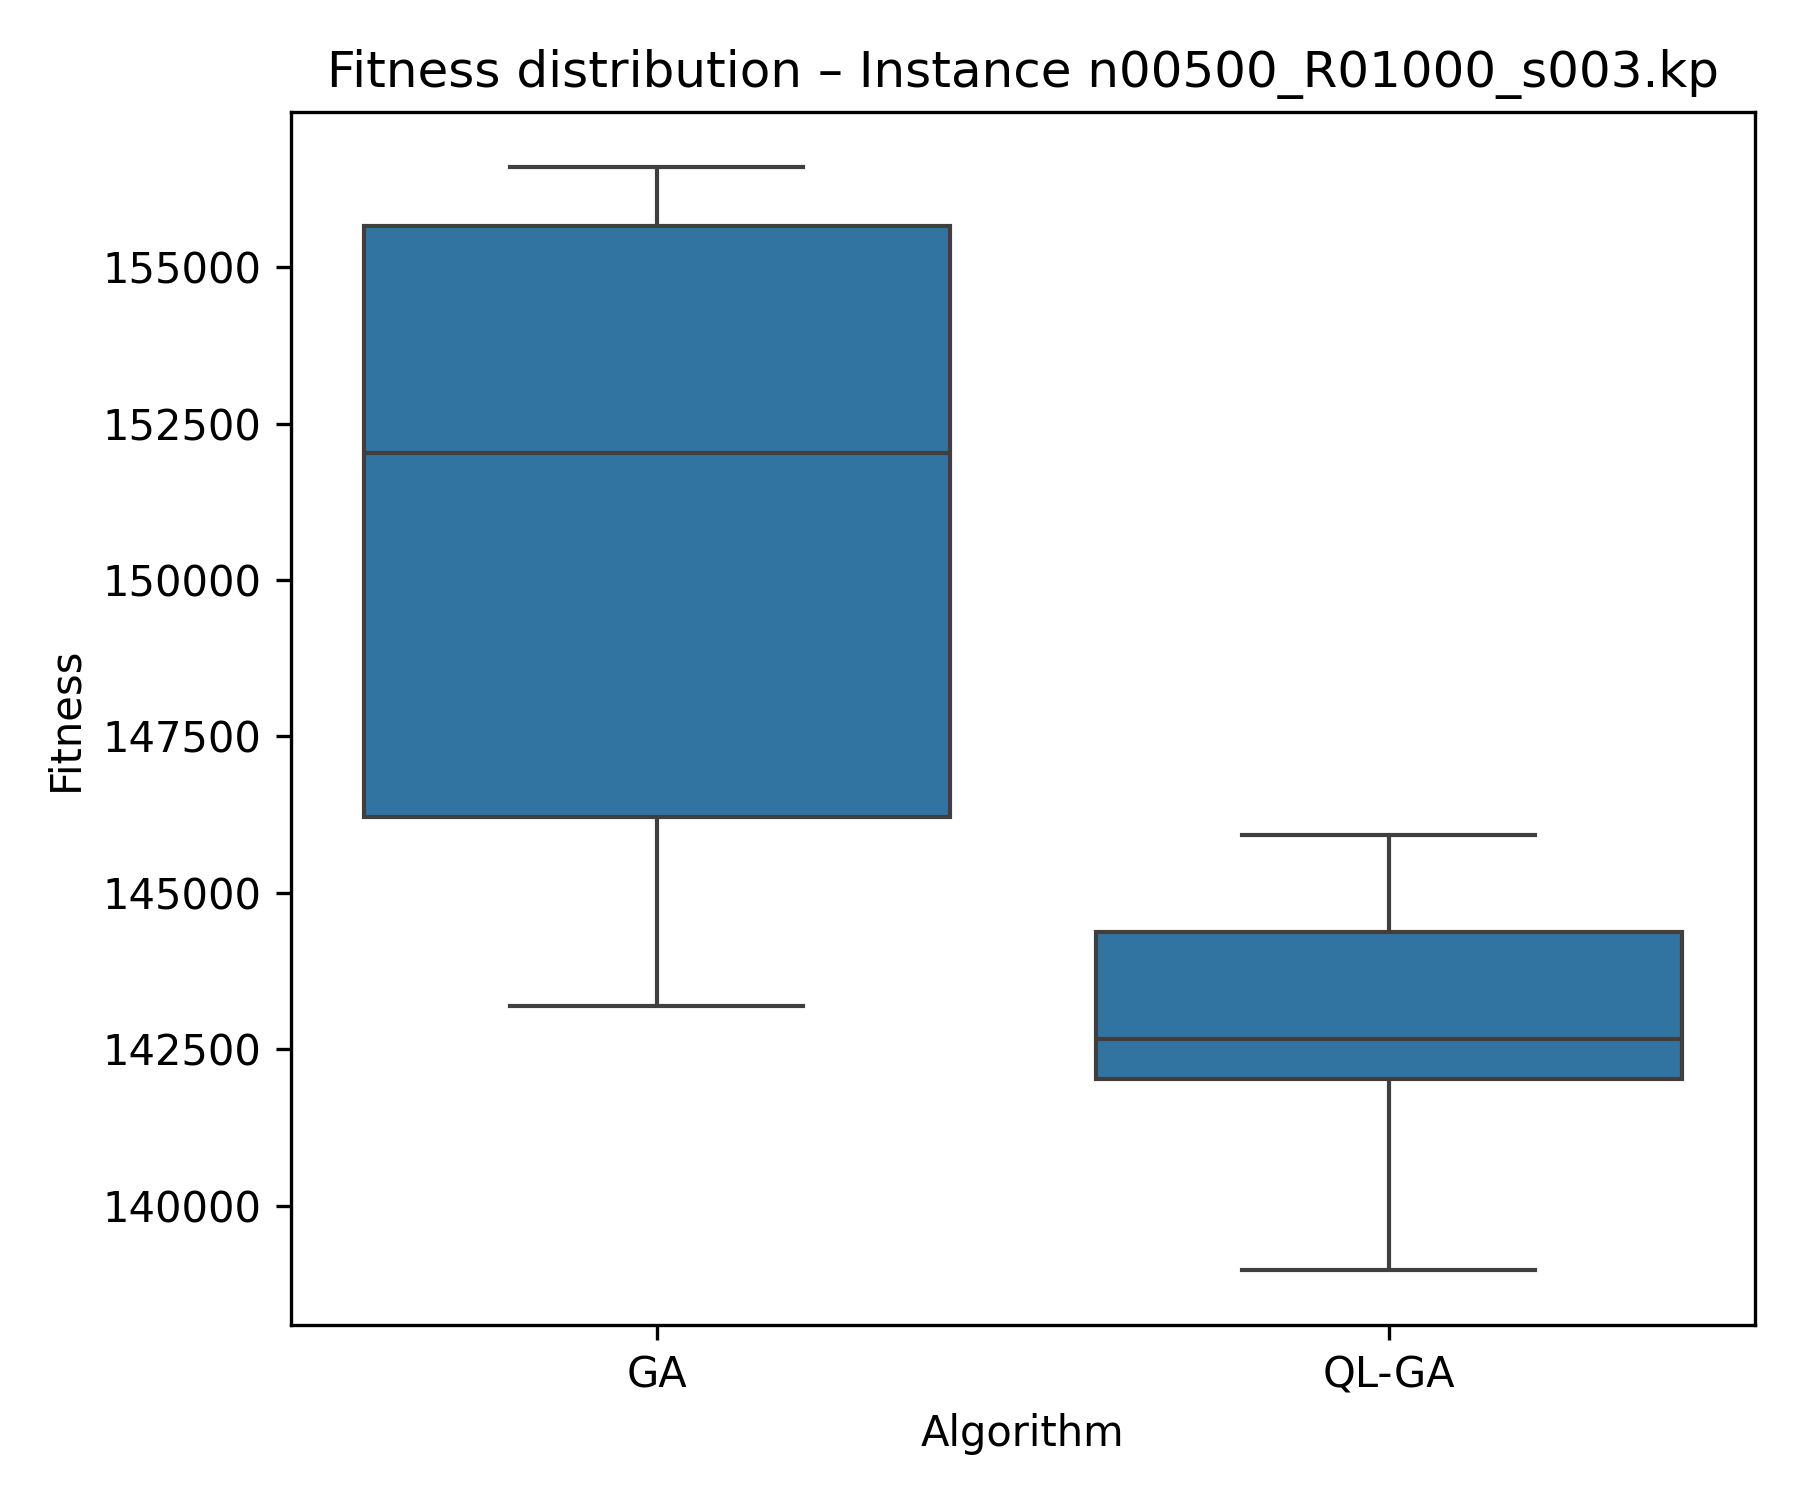 Fitness distribution – Instance n00500_R01000_s003.kp
155000
152500
150000
147500
145000
142500
140000
Fitness
GA
QL-GA
Algorithm